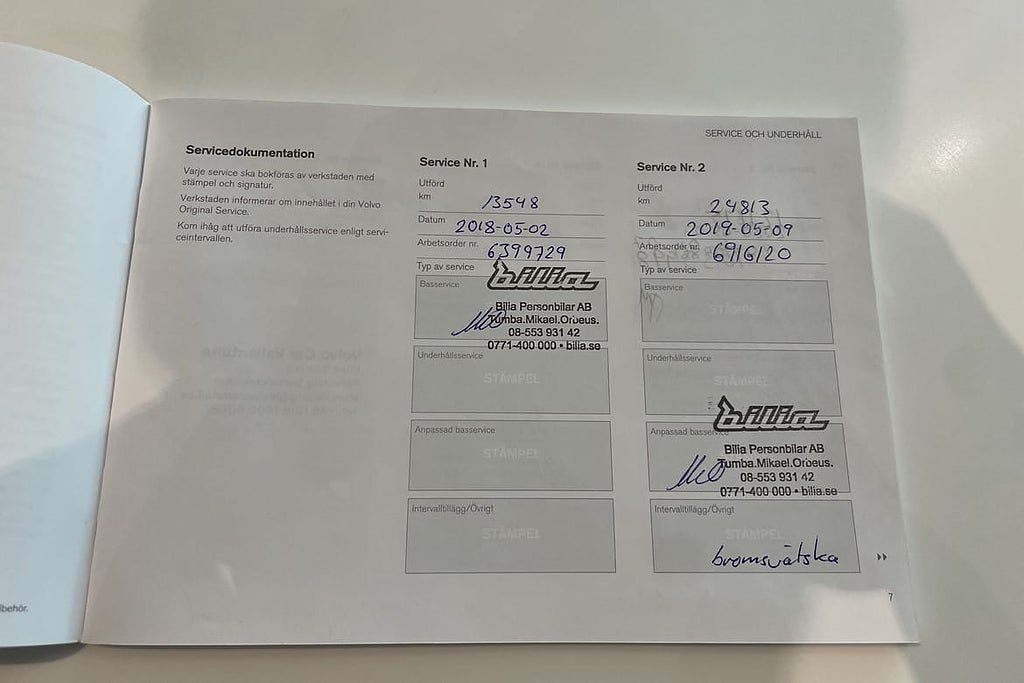 SERVICE OCH UNDERHÅLL
Servicedokumentation
Varje service ska bokföras av verkstaden med
stämpel och signatur.
Verkstaden informerar om innehållet i din Volvo
Original Service.
Kom ihåg att utföra underhållsservice enligt servi-
ceintervallen.
Service Nr. 1
Utförd
km 13548
Datum 2018-05-02
Arbetsorder nr. 6399729
Typ av service
Basservice
bilia
Bilia Personbilar AB
Tumba.Mikael.Orbeus.
08-553 931 42
0771-400 000 • bilia.se
Underhållsservice
STÄMPEL
Anpassad basservice
STÄMPEL
Intervalltillägg/Övrigt
STÄMPEL
Service Nr. 2
Utförd
km 24813
Datum 2019-05-09
Arbetsorder nr. 6916120
Typ av service
Basservice
STÄMPEL
Underhållsservice
STÄMPEL
bilia
Anpassad basservice
Bilia Personbilar AB
Tumba.Mikael.Orbeus.
08-553 931 42
0771-400 000 • bilia.se
Intervalltillägg/Övrigt
STÄMPEL
bromsvätska
7
lbehör.